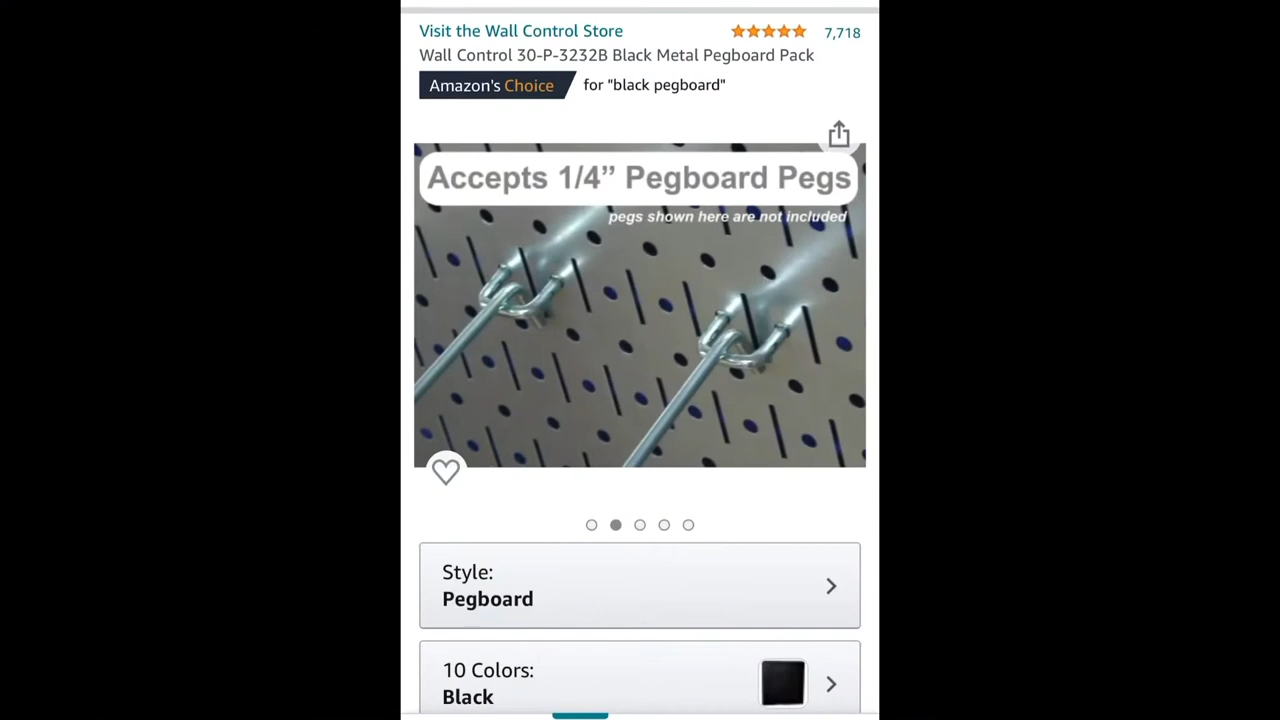 Visit the Wall Control Store
7,718
Wall Control 30-P-3232B Black Metal Pegboard Pack
Amazon's Choice for "black pegboard"
Accepts 1/4” Pegboard Pegs
pegs shown here are not included
Style:
Pegboard
10 Colors:
Black